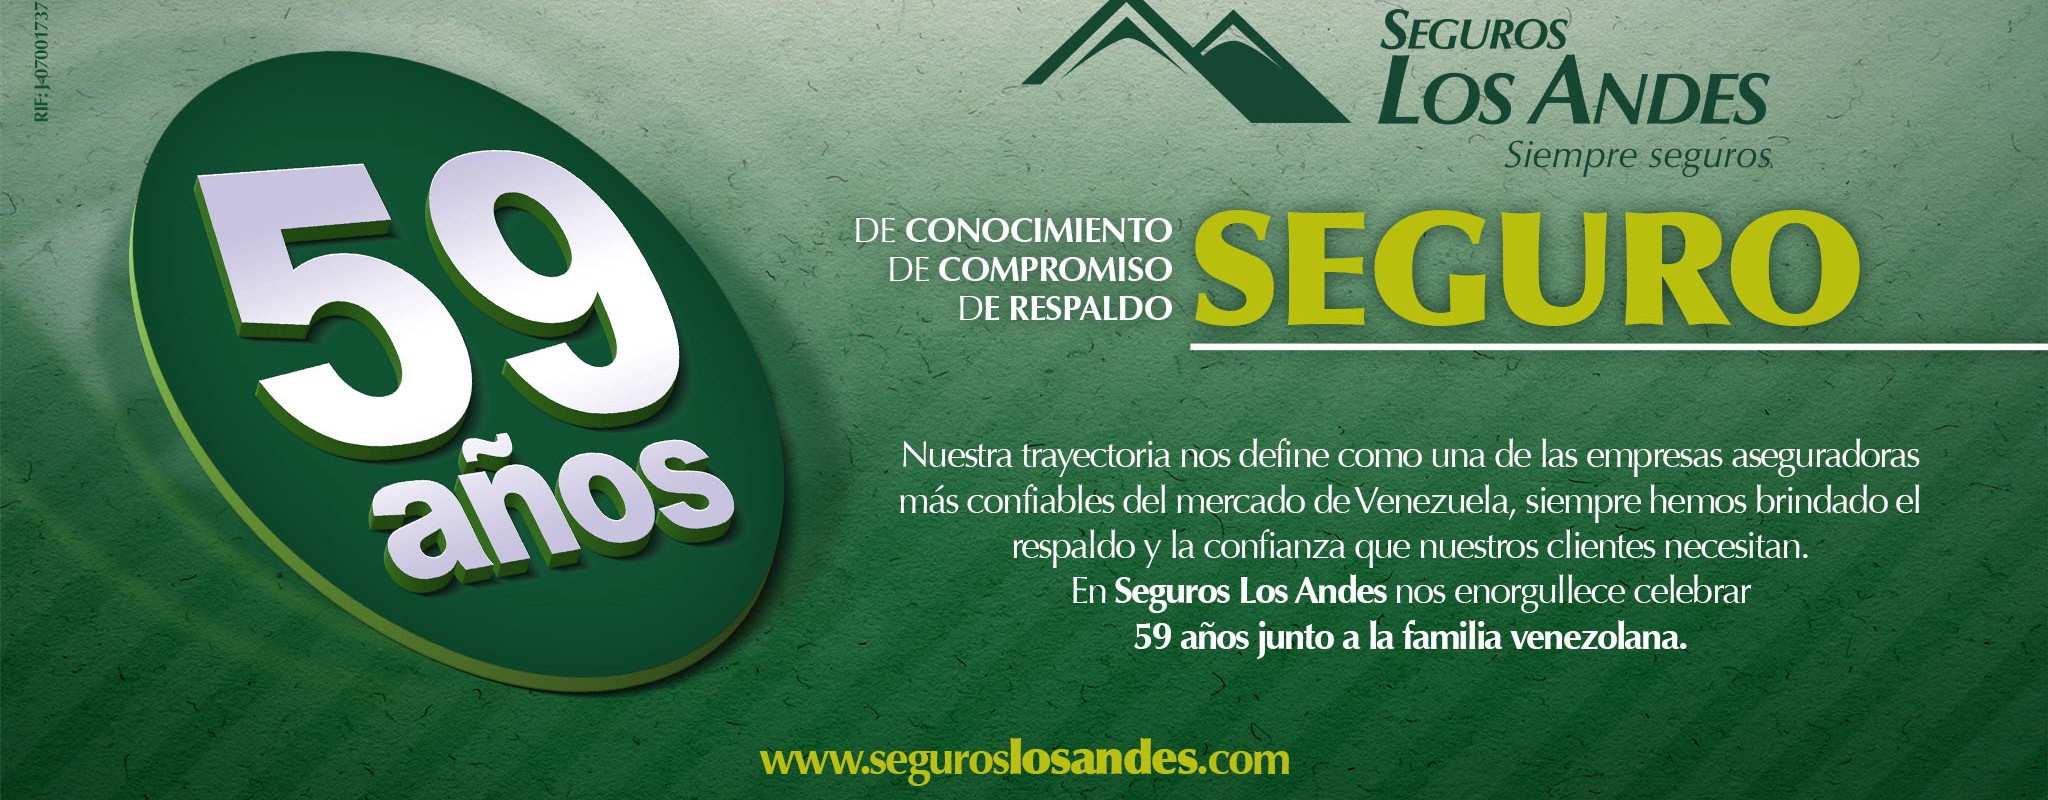 RIF: J-07001737
SEGUROS
LOS ANDES
Siempre seguros
59
años
DE CONOCIMIENTO
DE COMPROMISO
DE RESPALDO
SEGURO
Nuestra trayectoria nos define como una de las empresas aseguradoras
más confiables del mercado de Venezuela, siempre hemos brindado el
respaldo y la confianza que nuestros clientes necesitan.
En Seguros Los Andes nos enorgullece celebrar
59 años junto a la familia venezolana.
www.seguroslosandes.com